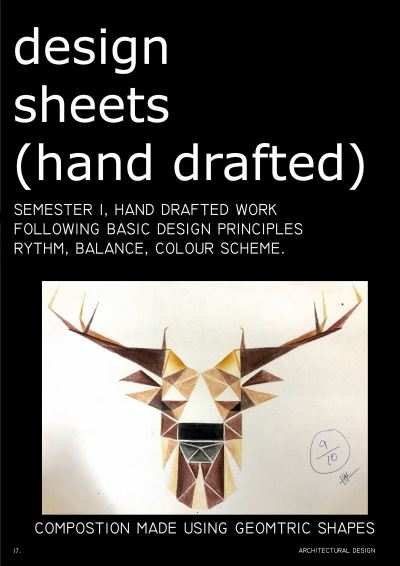 design
sheets
(hand drafted)
SEMESTER I, HAND DRAFTED WORK
FOLLOWING BASIC DESIGN PRINCIPLES
RYTHM, BALANCE, COLOUR SCHEME.
9
10
COMPOSTION MADE USING GEOMTRIC SHAPES
17.
ARCHITECTURAL DESIGN